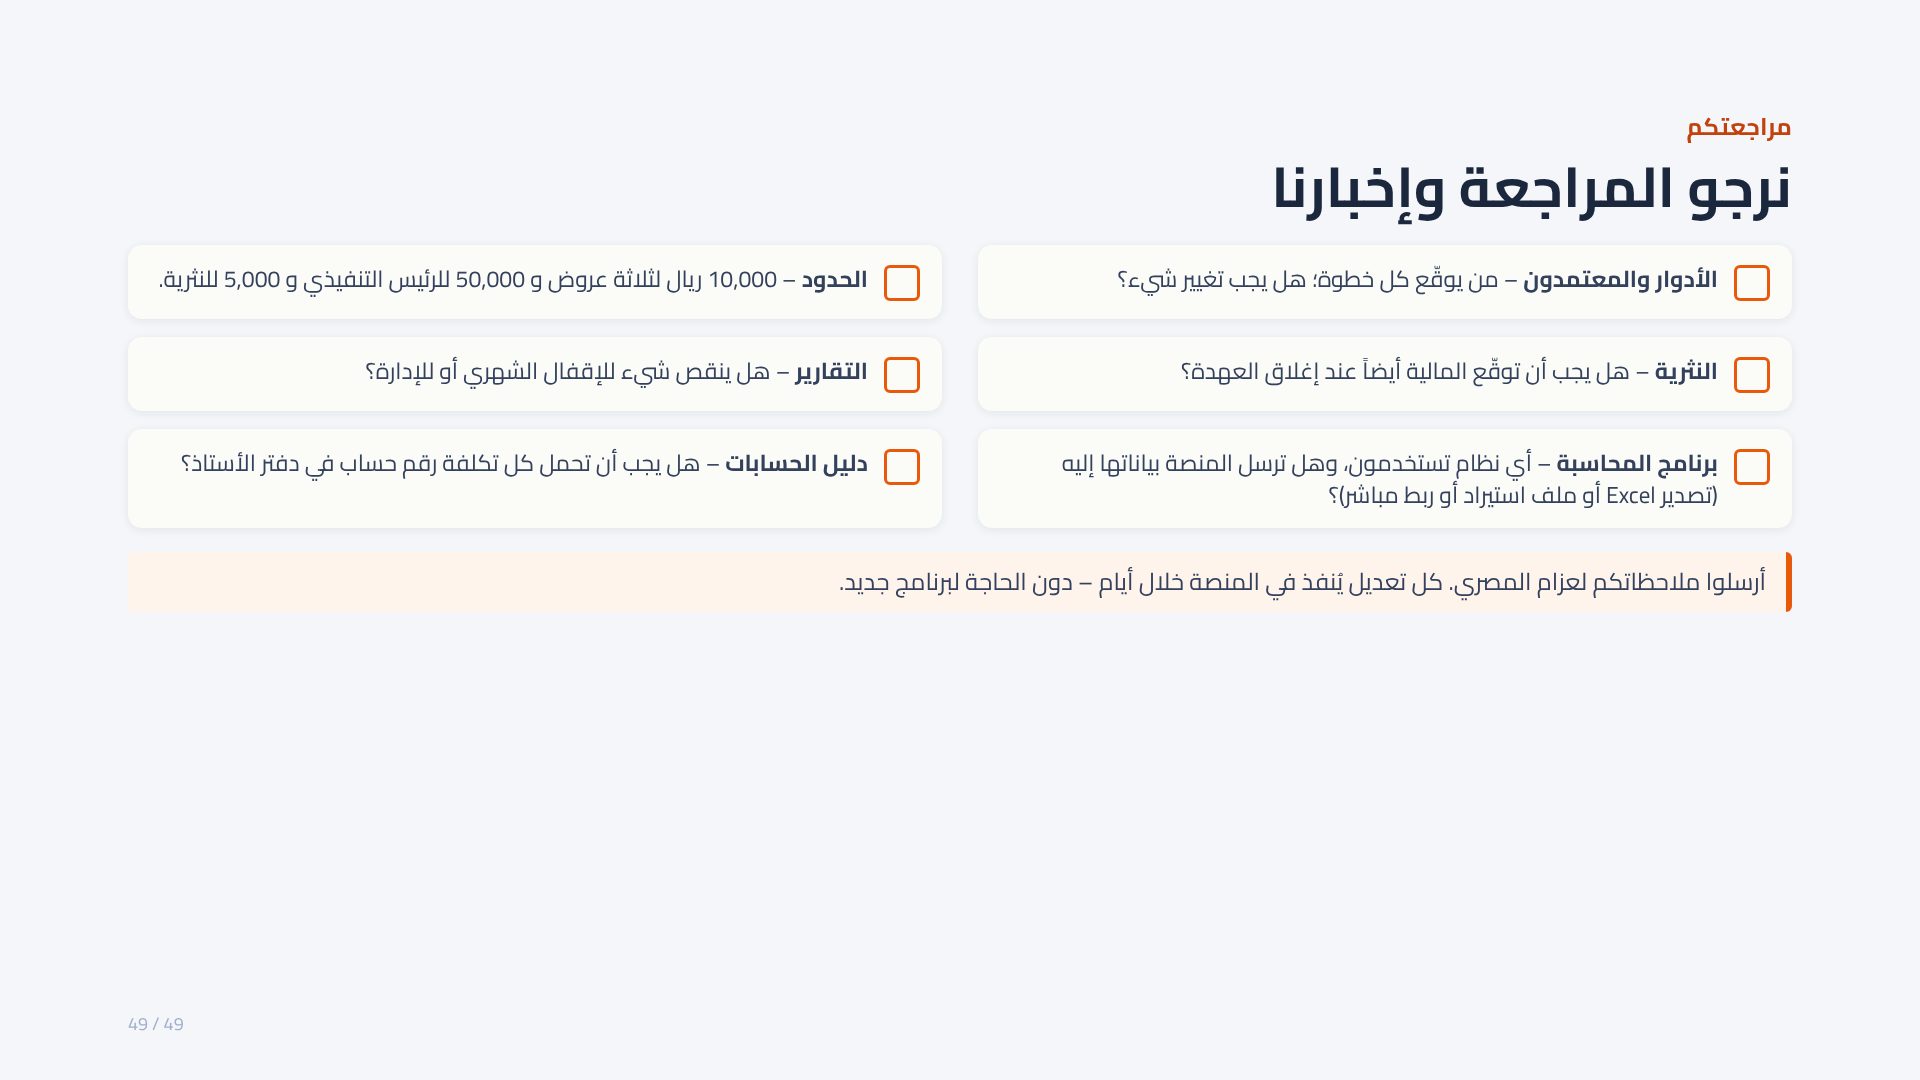 مراجعتكم
نرجو المراجعة وإخبارنا
الأدوار والمعتمدون – من يوقّع كل خطوة؛ هل يجب تغيير شيء؟
الحدود – 10,000 ريال لثلاثة عروض و 50,000 للرئيس التنفيذي و 5,000 للنثرية.
النثرية – هل يجب أن توقّع المالية أيضاً عند إغلاق العهدة؟
التقارير – هل ينقص شيء للإقفال الشهري أو للإدارة؟
برنامج المحاسبة – أي نظام تستخدمون، وهل ترسل المنصة بياناتها إليه
(تصدير Excel أو ملف استيراد أو ربط مباشر)؟
دليل الحسابات – هل يجب أن تحمل كل تكلفة رقم حساب في دفتر الأستاذ؟
أرسلوا ملاحظاتكم لعزام المصري. كل تعديل يُنفذ في المنصة خلال أيام – دون الحاجة لبرنامج جديد.
49 / 49